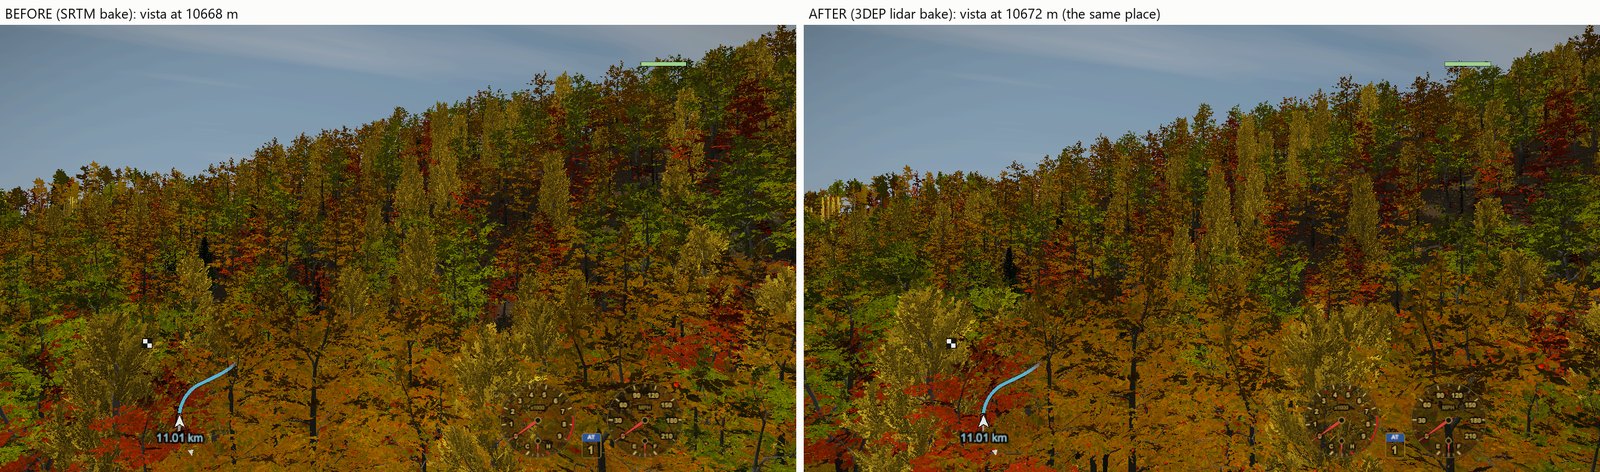 BEFORE (SRTM bake): vista at 10668 m
AFTER (3DEP lidar bake): vista at 10672 m (the same place)
11.01 km
AT
1
11.01 km
AT
1